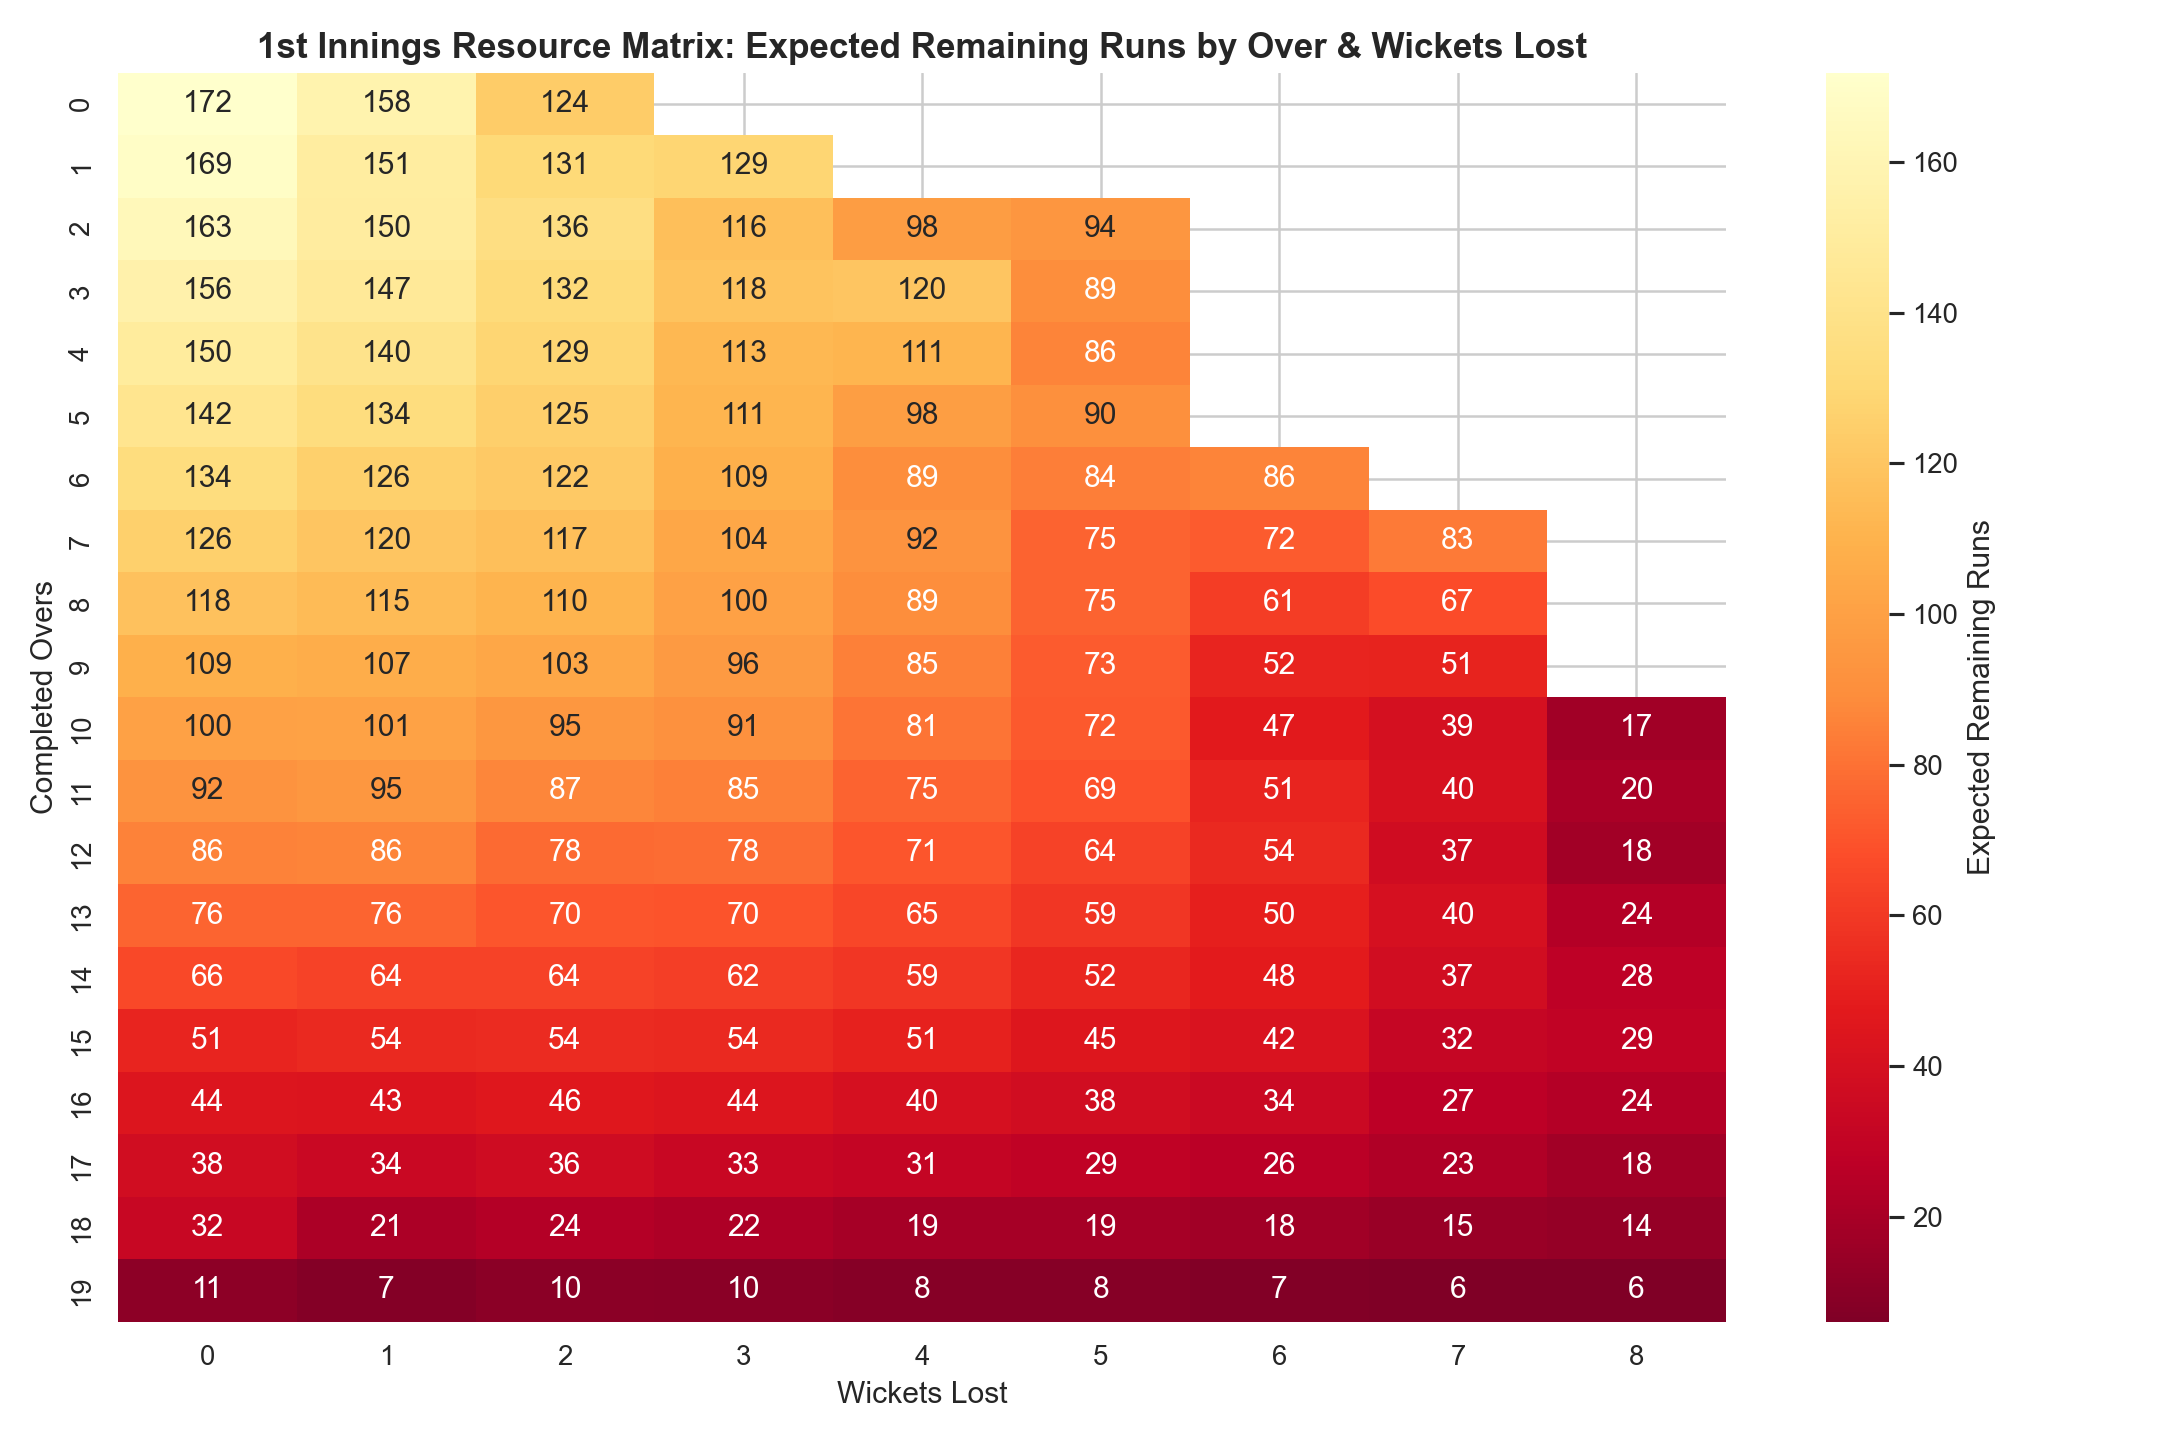 1st Innings Resource Matrix: Expected Remaining Runs by Over & Wickets Lost
0 172 158 124
1 169 151 131 129
2 163 150 136 116 98 94
3 156 147 132 118 120 89
4 150 140 129 113 111 86
5 142 134 125 111 98 90
6 134 126 122 109 89 84 86
7 126 120 117 104 92 75 72 83
8 118 115 110 100 89 75 61 67
9 109 107 103 96 85 73 52 51
10 100 101 95 91 81 72 47 39 17
11 92 95 87 85 75 69 51 40 20
12 86 86 78 78 71 64 54 37 18
13 76 76 70 70 65 59 50 40 24
14 66 64 64 62 59 52 48 37 28
15 51 54 54 54 51 45 42 32 29
16 44 43 46 44 40 38 34 27 24
17 38 34 36 33 31 29 26 23 18
18 32 21 24 22 19 19 18 15 14
19 11 7 10 10 8 8 7 6 6
0 1 2 3 4 5 6 7 8
Wickets Lost
Completed Overs
160
140
120
100
80
60
40
20
Expected Remaining Runs